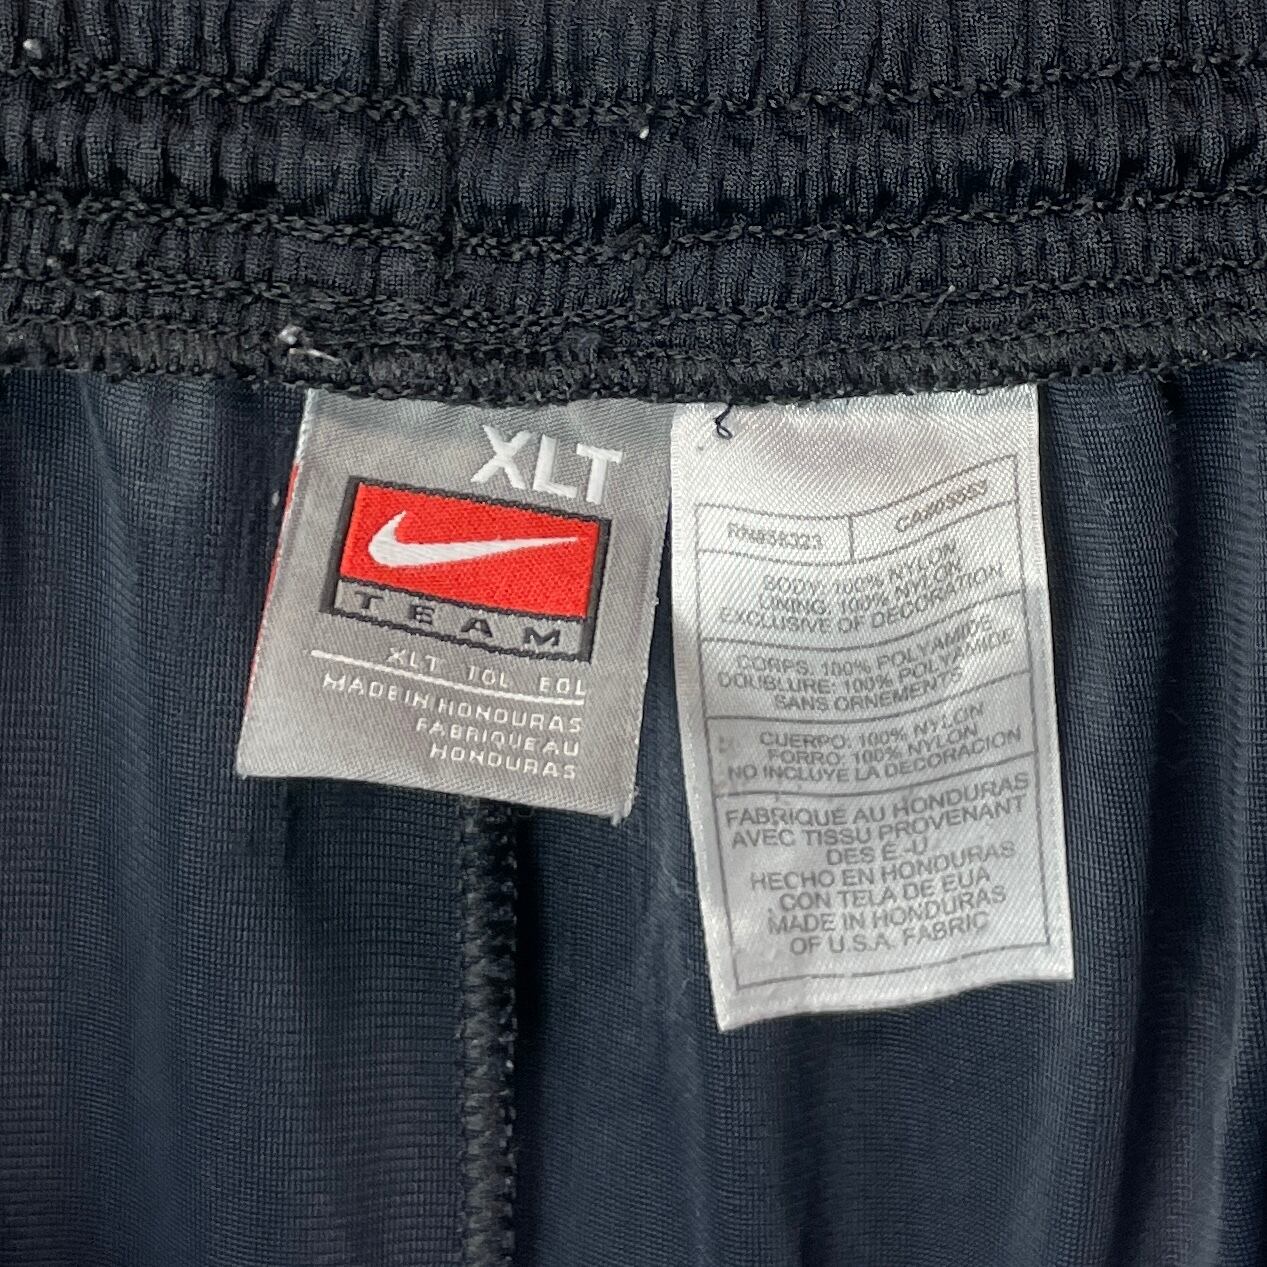 XLT
TEAM
XLT TGL EGL
MADE IN HONDURAS
FABRIQUE AU
HONDURAS
BODY: 100% NYLON
LINING: 100% NYLON
EXCLUSIVE OF DECORATION
CORPS: 100% POLYAMIDE
DOUBLURE: 100% POLYAMIDE
SANS ORNEMENTS
CUERPO: 100% NYLON
FORRO: 100% NYLON
NO INCLUYE LA DECORACION
FABRIQUÉ AU HONDURAS
AVEC TISSU PROVENANT
DES É.-U.
HECHO EN HONDURAS
CON TELA DE EUA
MADE IN HONDURAS
OF U.S.A. FABRIC